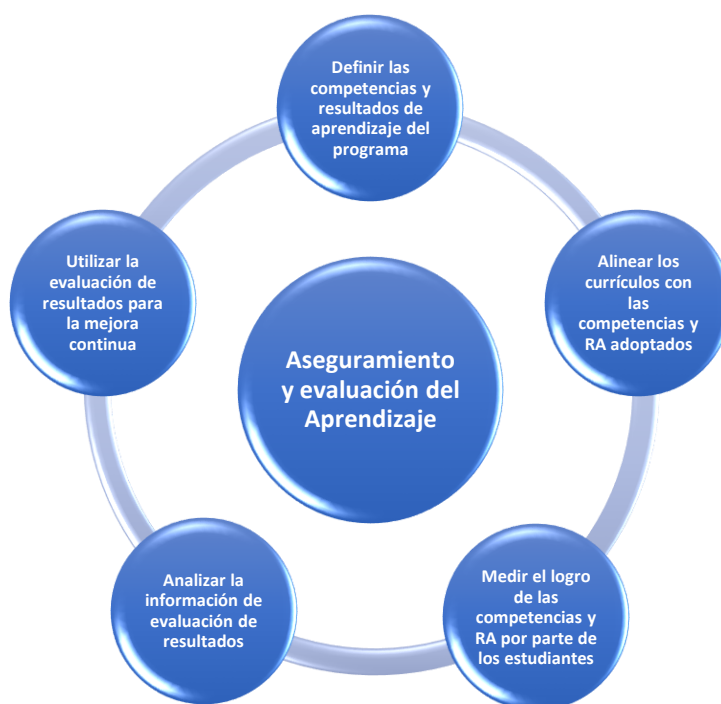 Definir las
competencias y
resultados de
aprendizaje del
programa
Alinear los
currículos con
las
competencias y
RA adoptados
Medir el logro
de las
competencias y
RA por parte de
los estudiantes
Analizar la
información de
evaluación de
resultados
Utilizar la
evaluación de
resultados para
la mejora
continua
Aseguramiento
y evaluación del
Aprendizaje